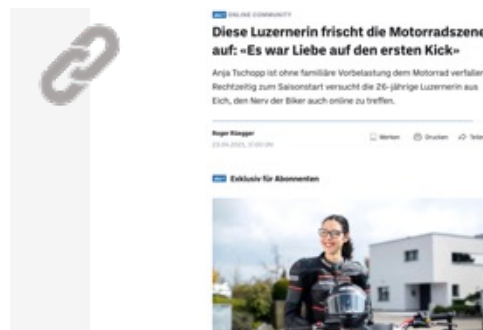 ONLINE COMMUNITY
Diese Luzernerin frischt die Motorradszene
auf: «Es war Liebe auf den ersten Kick»
Anja Tschopp ist ohne familiäre Vorbelastung dem Motorrad verfallen
Rechtzeitig zum Saisonstart versucht die 26-jährige Luzernerin aus
Eich, den Nerv der Biker auch online zu treffen.
Roger Rüegger
Merken Drucken Teilen
Exklusiv für Abonnenten